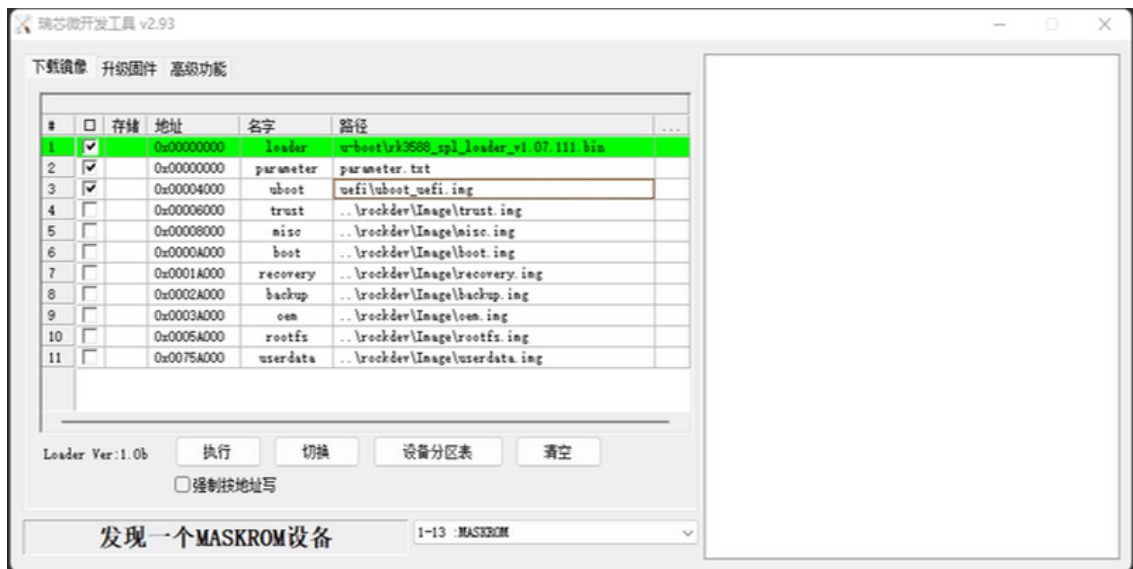 瑞芯微开发工具 v2.93
下载镜像 升级固件 高级功能
# 存储 地址 名字 路径 ...
1 0x00000000 loader u-boot\rk3588_spl_loader_v1.07.111.bin
2 0x00000000 parameter parameter.txt
3 0x00004000 uboot uefi\uboot_uefi.img
4 0x00006000 trust ..\rockdev\Image\trust.img
5 0x00008000 misc ..\rockdev\Image\misc.img
6 0x0000A000 boot ..\rockdev\Image\boot.img
7 0x0001A000 recovery ..\rockdev\Image\recovery.img
8 0x0002A000 backup ..\rockdev\Image\backup.img
9 0x0003A000 oem ..\rockdev\Image\oem.img
10 0x0005A000 rootfs ..\rockdev\Image\rootfs.img
11 0x0075A000 userdata ..\rockdev\Image\userdata.img
Loader Ver:1.0b 执行 切换 设备分区表 清空
强制按地址写
发现一个MASKROM设备 1-13 :MASKROM